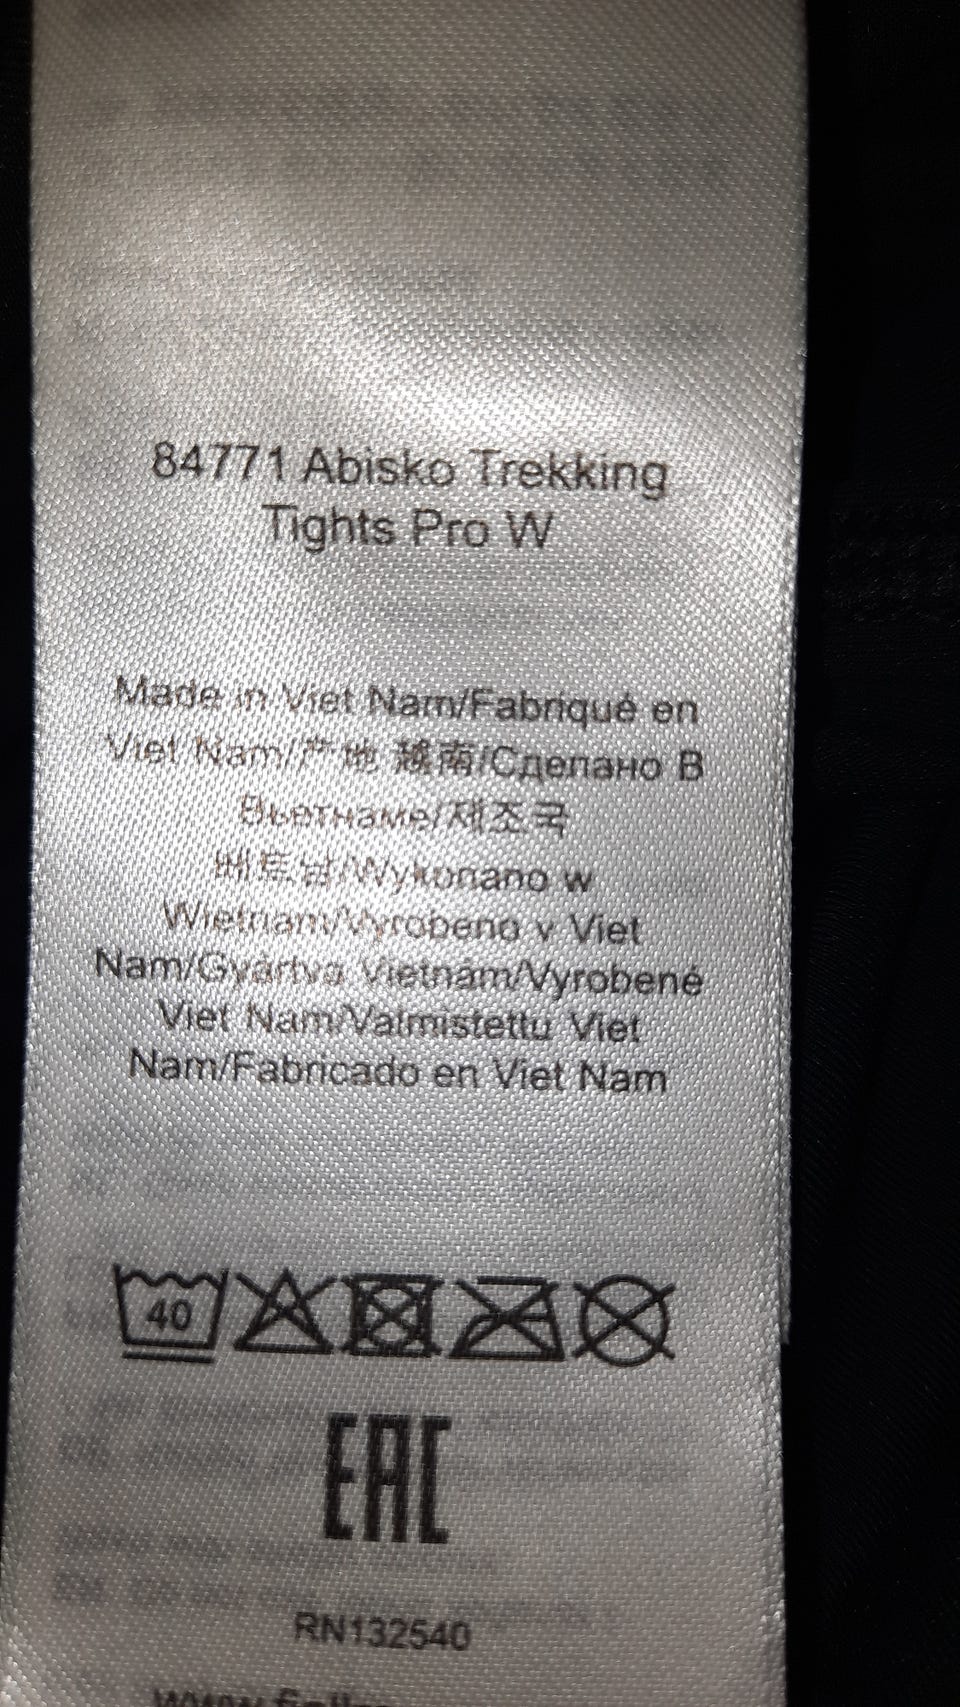 84771 Abisko Trekking
Tights Pro W
Made in Viet Nam/Fabriqué en
Viet Nam/产地 越南/Сделано В
Вьетнаме/제조국
베트남/Wykonano w
Wietnam/Vyrobeno v Viet
Nam/Gyártva Vietnám/Vyrobené
Viet Nam/Valmistettu Viet
Nam/Fabricado en Viet Nam
40
EAC
RN132540